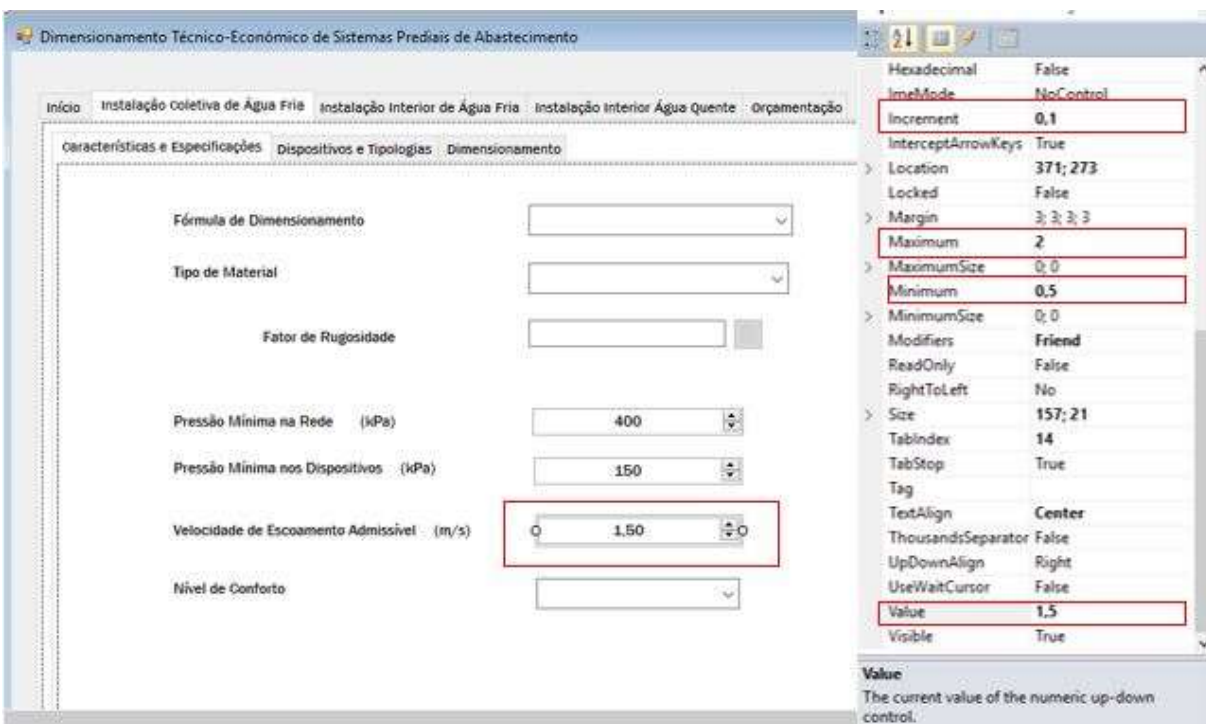 Dimensionamento Técnico-Económico de Sistemas Prediais de Abastecimento
Início Instalação Coletiva de Água Fria Instalação Interior de Água Fria Instalação Interior Água Quente Orçamentação
Características e Especificações Dispositivos e Tipologias Dimensionamento
Fórmula de Dimensionamento
Tipo de Material
Fator de Rugosidade
Pressão Mínima na Rede (kPa) 400
Pressão Mínima nos Dispositivos (kPa) 150
Velocidade de Escoamento Admissível (m/s) 1,50
Nível de Conforto
Hexadecimal False
ImeMode NoControl
Increment 0,1
InterceptArrowKeys True
Location 371; 273
Locked False
Margin 3; 3; 3; 3
Maximum 2
MaximumSize 0; 0
Minimum 0,5
MinimumSize 0; 0
Modifiers Friend
ReadOnly False
RightToLeft No
Size 157; 21
TabIndex 14
TabStop True
Tag
TextAlign Center
ThousandsSeparator False
UpDownAlign Right
UseWaitCursor False
Value 1,5
Visible True
Value
The current value of the numeric up-down
control.